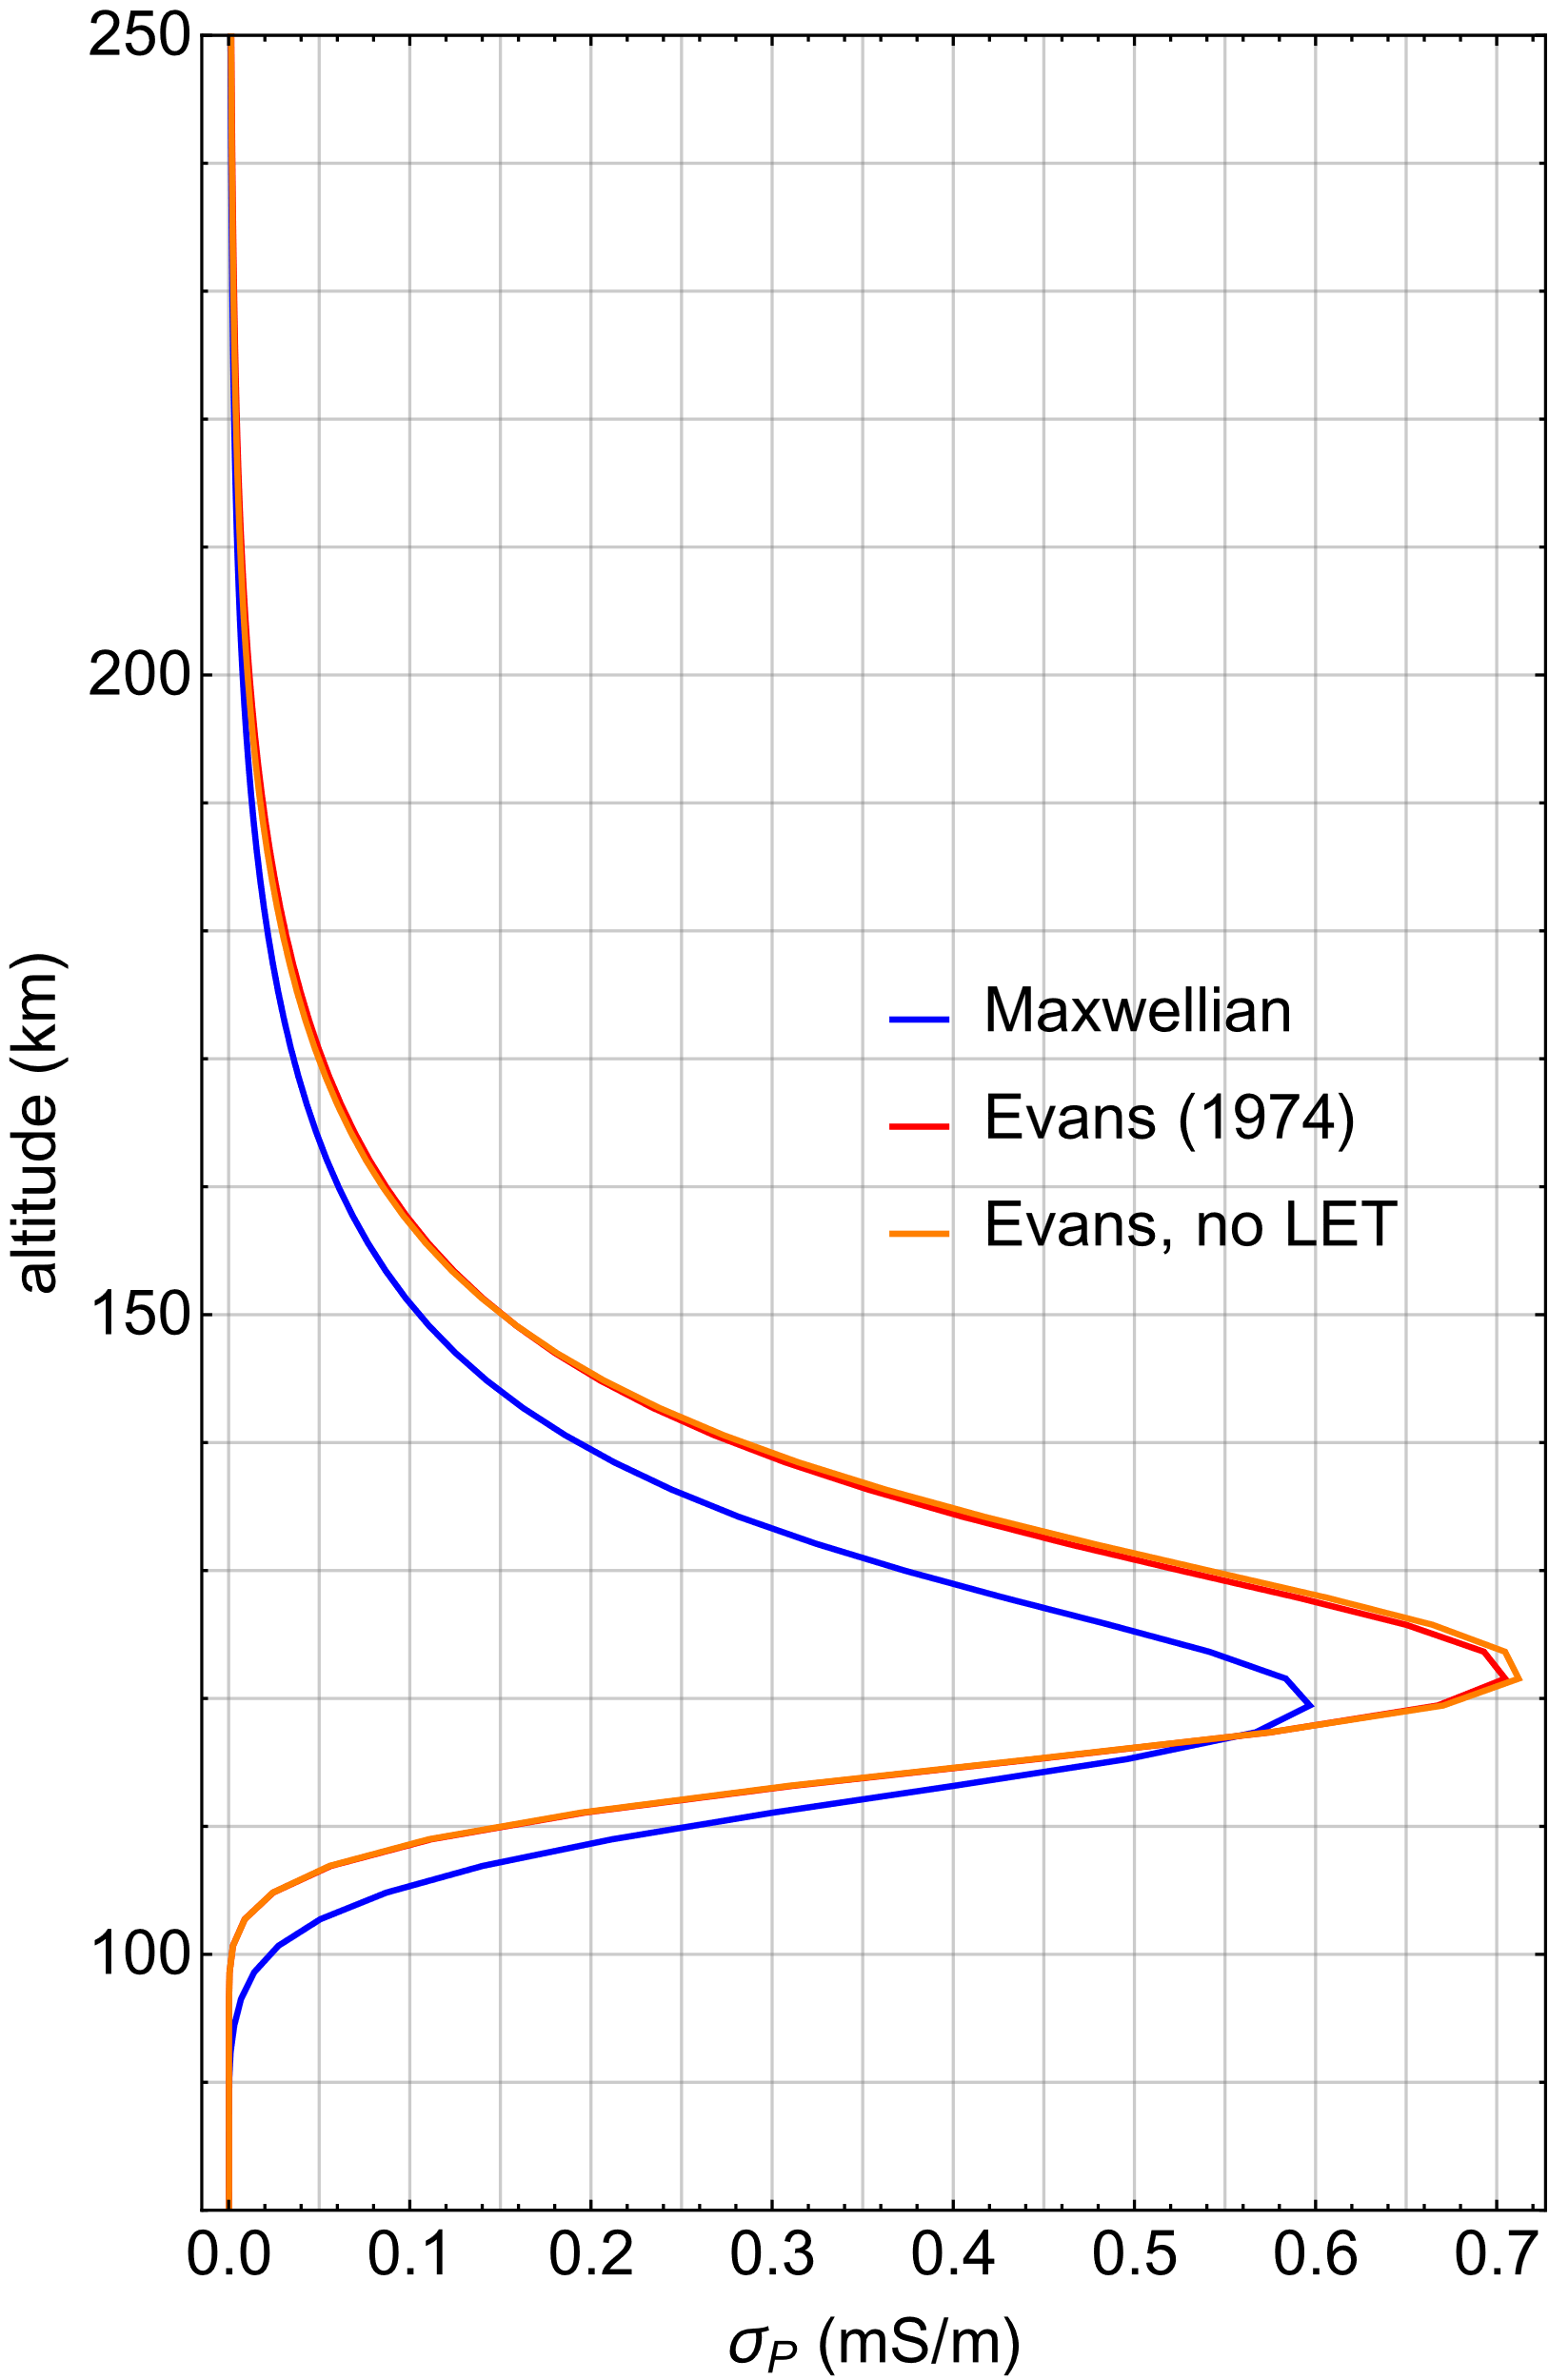 250
200
150
100
altitude (km)
Maxwellian
Evans (1974)
Evans, no LET
0.0 0.1 0.2 0.3 0.4 0.5 0.6 0.7
σP (mS/m)